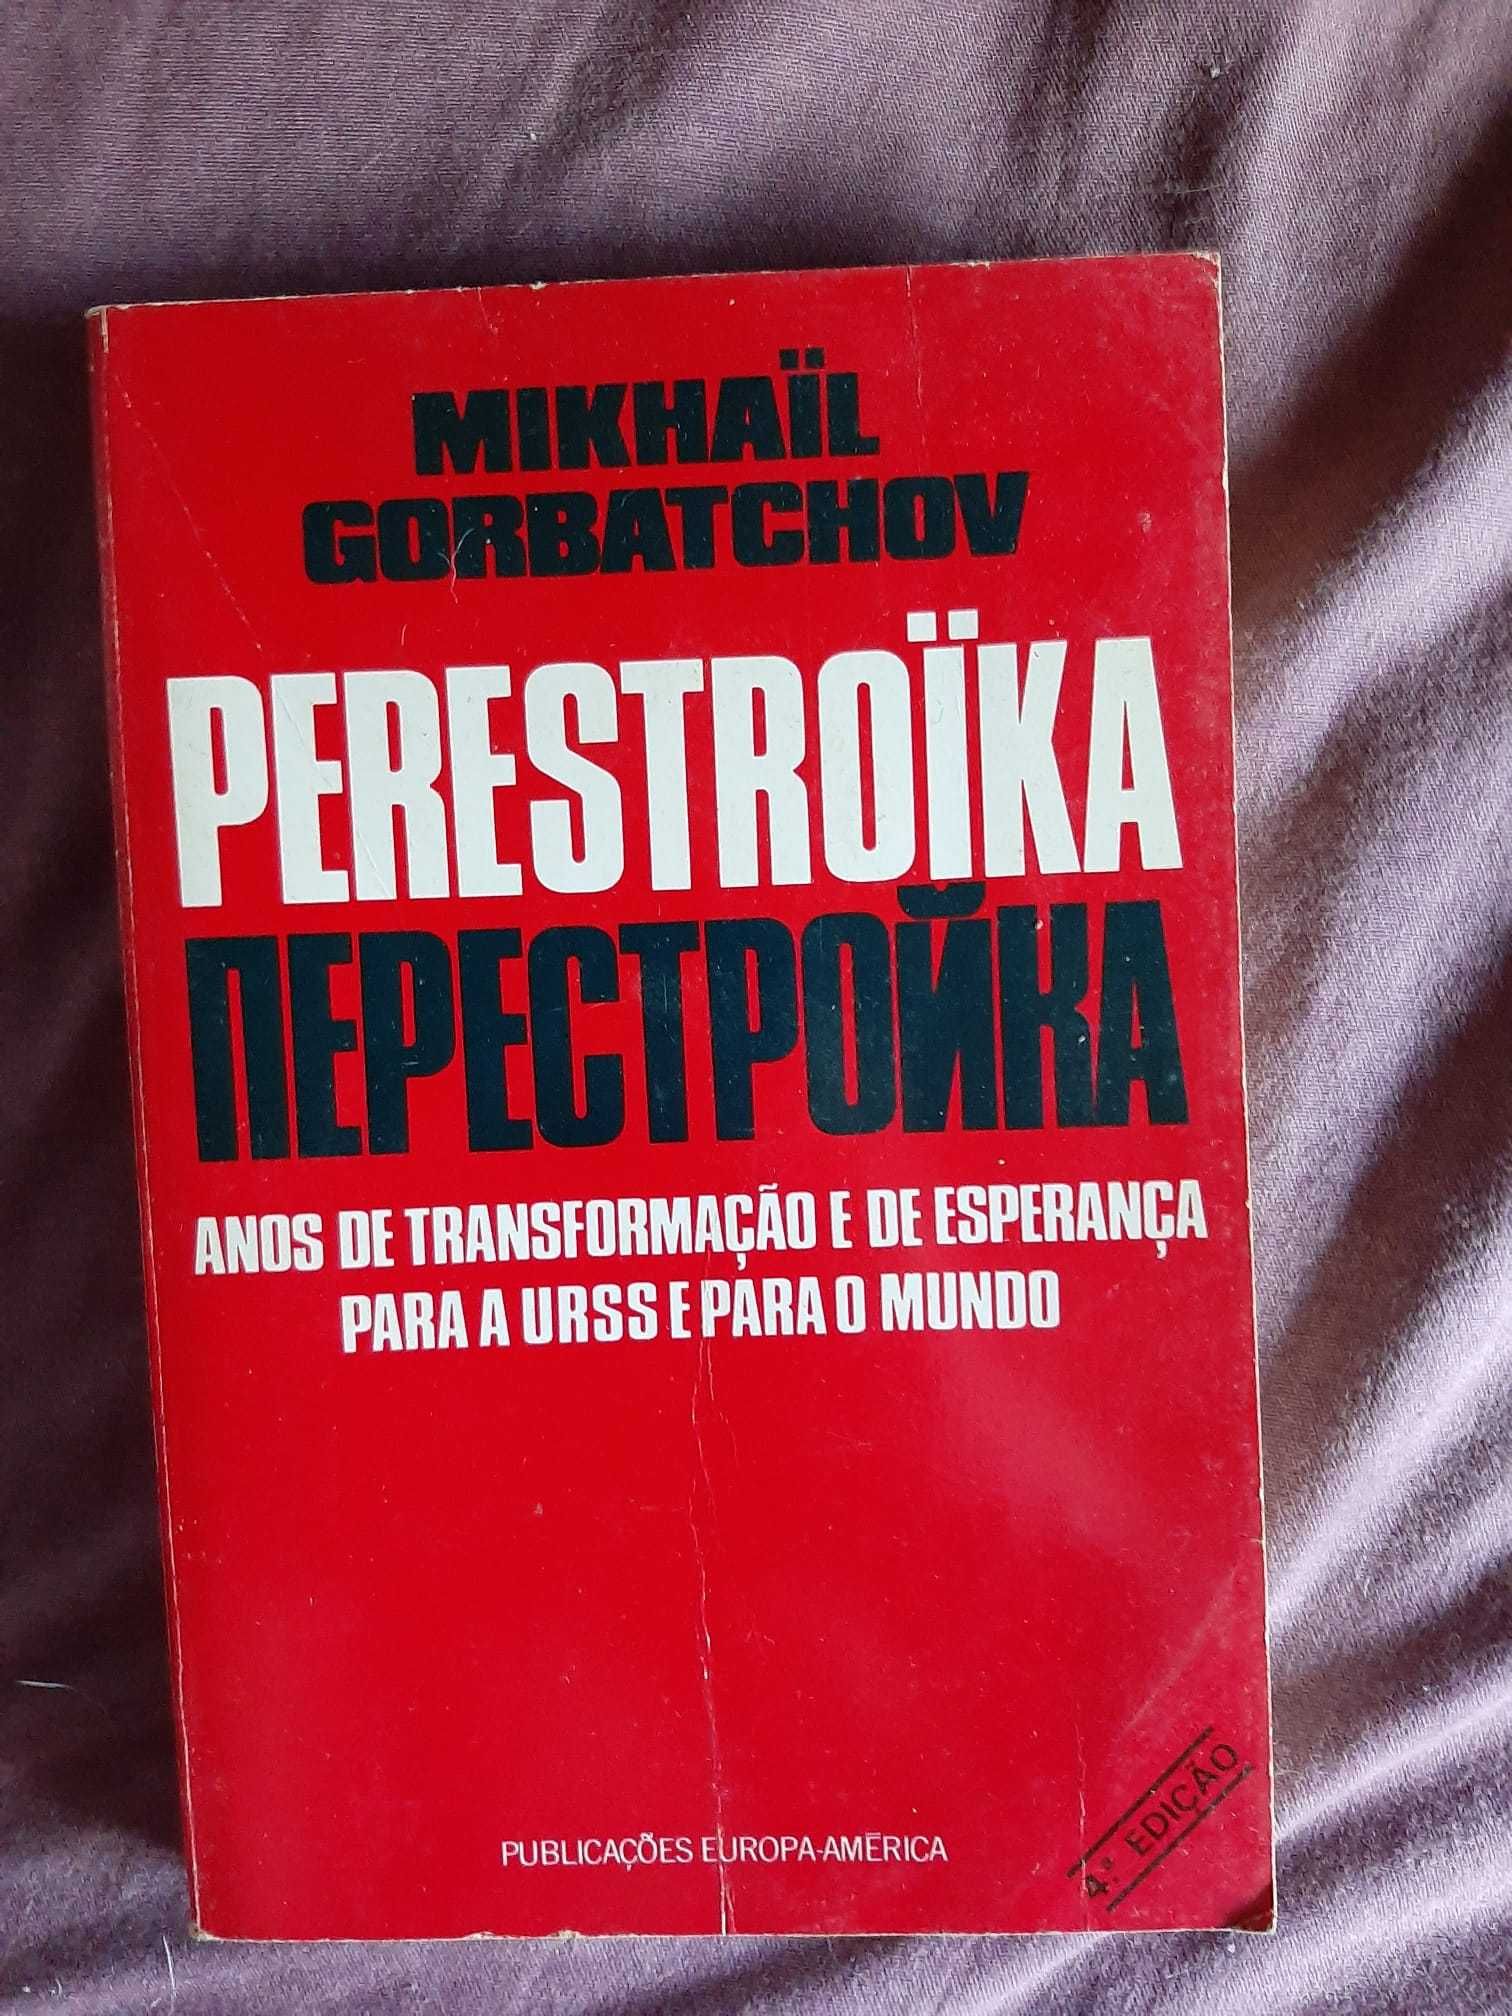 MIKHAÏL
GORBATCHOV
PERESTROÏKA
ПЕРЕСТРОЙКА
ANOS DE TRANSFORMAÇÃO E DE ESPERANÇA
PARA A URSS E PARA O MUNDO
PUBLICAÇÕES EUROPA-AMÉRICA
4.ª EDIÇÃO